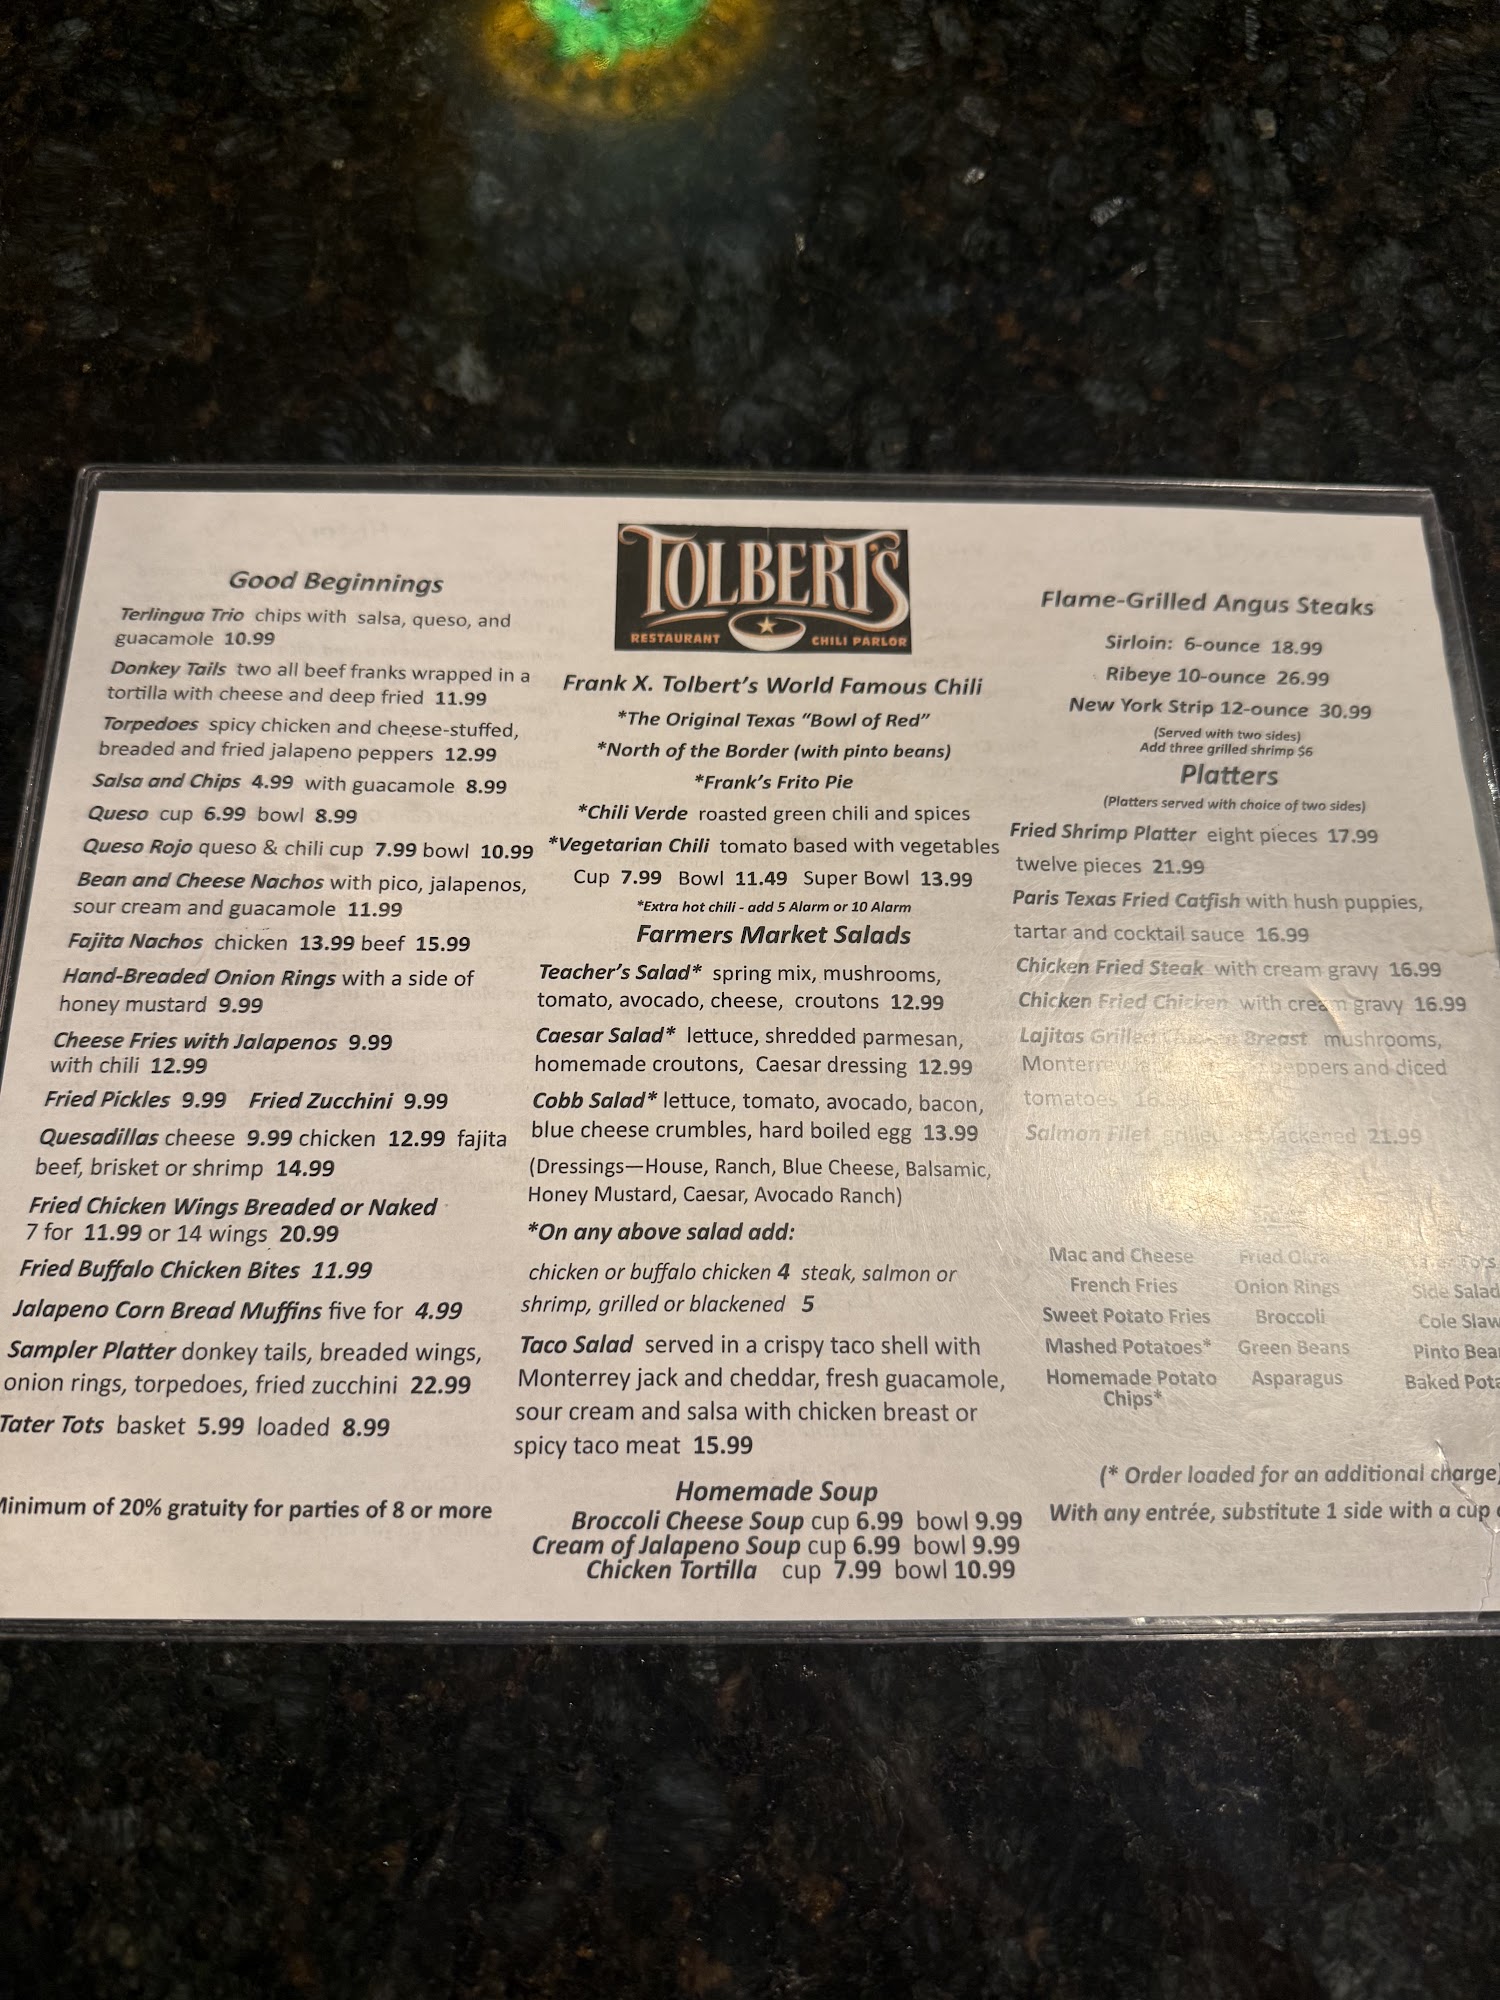 Good Beginnings
Terlingua Trio chips with salsa, queso, and
guacamole 10.99
Donkey Tails two all beef franks wrapped in a
tortilla with cheese and deep fried 11.99
Torpedoes spicy chicken and cheese-stuffed,
breaded and fried jalapeno peppers 12.99
Salsa and Chips 4.99 with guacamole 8.99
Queso cup 6.99 bowl 8.99
Queso Rojo queso & chili cup 7.99 bowl 10.99
Bean and Cheese Nachos with pico, jalapenos,
sour cream and guacamole 11.99
Fajita Nachos chicken 13.99 beef 15.99
Hand-Breaded Onion Rings with a side of
honey mustard 9.99
Cheese Fries with Jalapenos 9.99
with chili 12.99
Fried Pickles 9.99 Fried Zucchini 9.99
Quesadillas cheese 9.99 chicken 12.99 fajita
beef, brisket or shrimp 14.99
Fried Chicken Wings Breaded or Naked
7 for 11.99 or 14 wings 20.99
Fried Buffalo Chicken Bites 11.99
Jalapeno Corn Bread Muffins five for 4.99
Sampler Platter donkey tails, breaded wings,
onion rings, torpedoes, fried zucchini 22.99
Tater Tots basket 5.99 loaded 8.99
Minimum of 20% gratuity for parties of 8 or more
TOLBERT'S
RESTAURANT CHILI PARLOR
Frank X. Tolbert's World Famous Chili
*The Original Texas "Bowl of Red"
*North of the Border (with pinto beans)
*Frank's Frito Pie
*Chili Verde roasted green chili and spices
*Vegetarian Chili tomato based with vegetables
Cup 7.99 Bowl 11.49 Super Bowl 13.99
*Extra hot chili - add 5 Alarm or 10 Alarm
Farmers Market Salads
Teacher's Salad* spring mix, mushrooms,
tomato, avocado, cheese, croutons 12.99
Caesar Salad* lettuce, shredded parmesan,
homemade croutons, Caesar dressing 12.99
Cobb Salad* lettuce, tomato, avocado, bacon,
blue cheese crumbles, hard boiled egg 13.99
(Dressings—House, Ranch, Blue Cheese, Balsamic,
Honey Mustard, Caesar, Avocado Ranch)
*On any above salad add:
chicken or buffalo chicken 4 steak, salmon or
shrimp, grilled or blackened 5
Taco Salad served in a crispy taco shell with
Monterrey jack and cheddar, fresh guacamole,
sour cream and salsa with chicken breast or
spicy taco meat 15.99
Homemade Soup
Broccoli Cheese Soup cup 6.99 bowl 9.99
Cream of Jalapeno Soup cup 6.99 bowl 9.99
Chicken Tortilla cup 7.99 bowl 10.99
Flame-Grilled Angus Steaks
Sirloin: 6-ounce 18.99
Ribeye 10-ounce 26.99
New York Strip 12-ounce 30.99
(Served with two sides)
Add three grilled shrimp $6
Platters
(Platters served with choice of two sides)
Fried Shrimp Platter eight pieces 17.99
twelve pieces 21.99
Paris Texas Fried Catfish with hush puppies,
tartar and cocktail sauce 16.99
Chicken Fried Steak with cream gravy 16.99
Chicken Fried Chicken with cream gravy 16.99
Lajitas Grilled Chicken Breast mushrooms,
Monterrey peppers and diced
tomatoes 16.99
Salmon Filet grilled or blackened 21.99
Mac and Cheese Fried Okra Tater Tots
French Fries Onion Rings Side Salad
Sweet Potato Fries Broccoli Cole Slaw
Mashed Potatoes* Green Beans Pinto
Homemade Potato Asparagus Baked
Chips*
(* Order loaded for an additional charge)
With any entrée, substitute 1 side with a cup